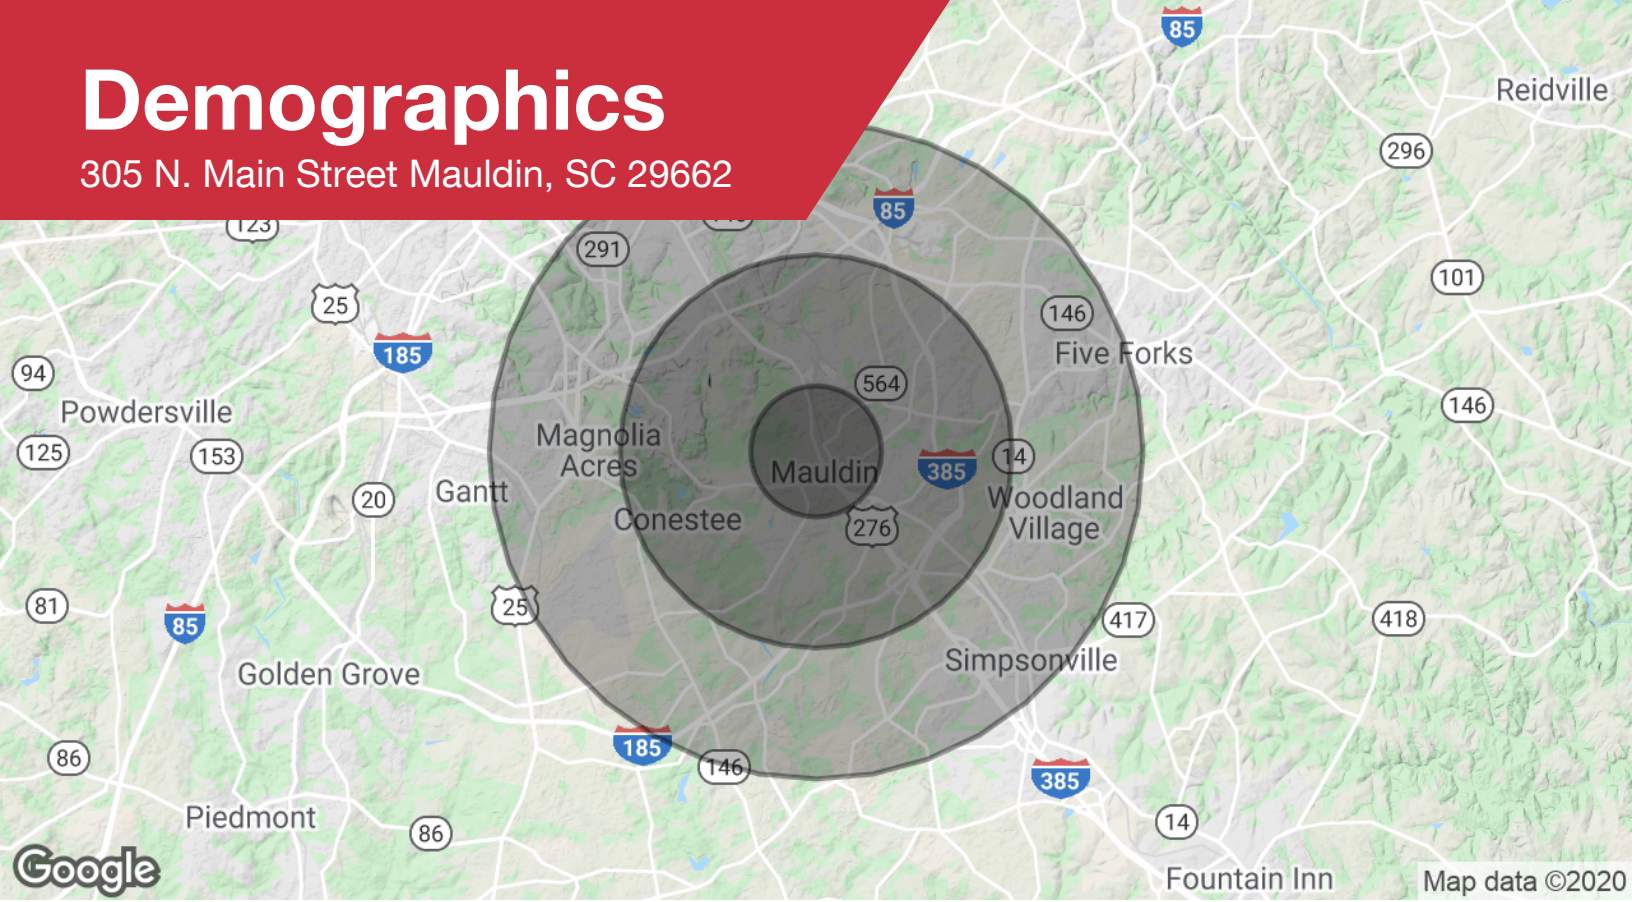 Demographics
305 N. Main Street Mauldin, SC 29662
85
Reidville
296
85
123
291
101
25
146
185
Five Forks
94
564
Powdersville
146
125
153
Magnolia
Acres
14
Mauldin
385
Gantt
20
Woodland
Village
Conestee
276
81
25
85
417
418
Golden Grove
Simpsonville
185
86
146
385
Piedmont
86
14
Google
Fountain Inn
Map data ©2020